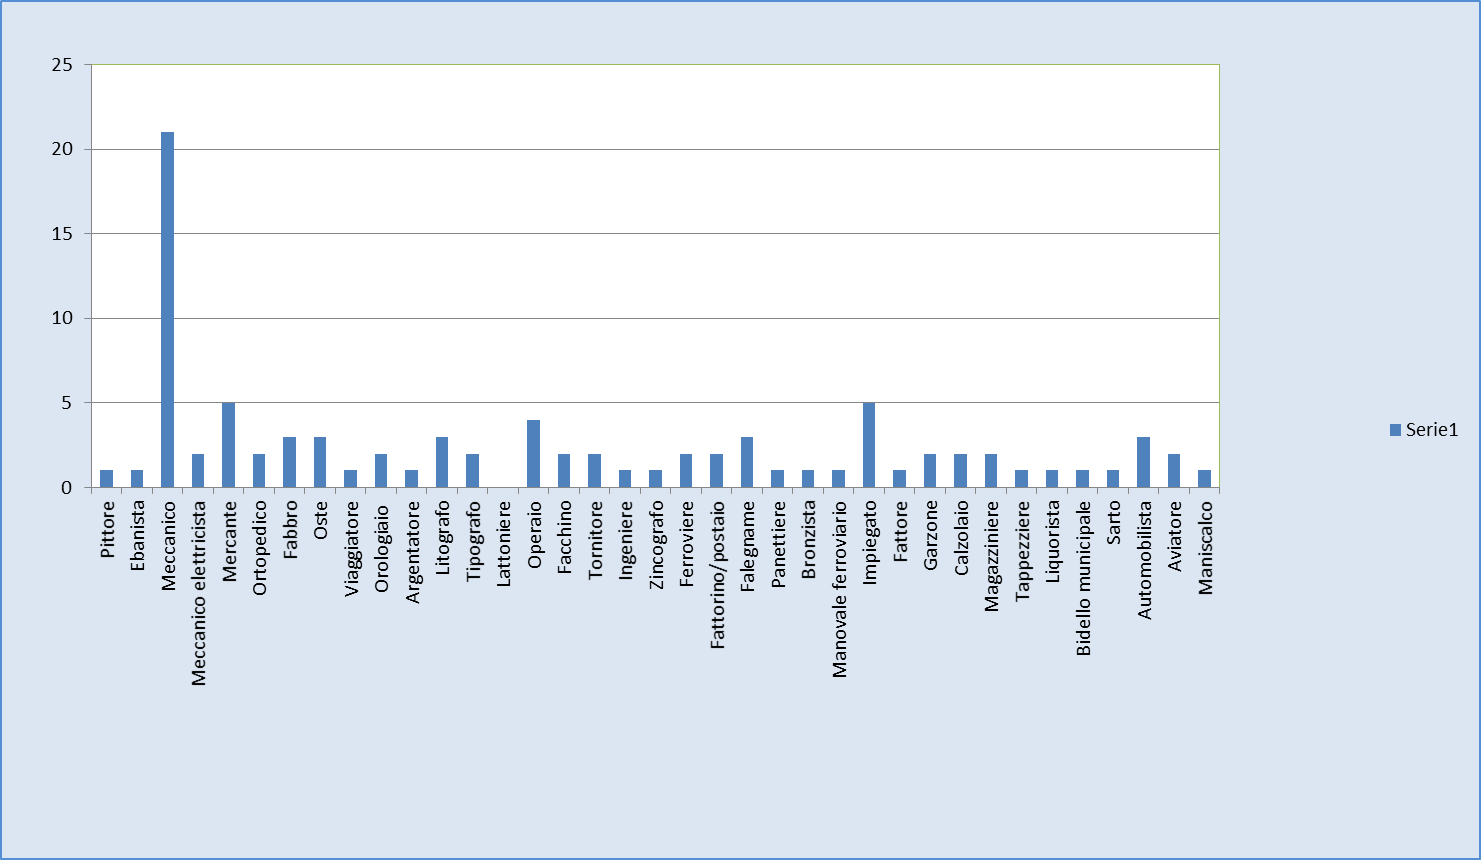 25
20
15
10
5
0
Pittore
Ebanista
Meccanico
Meccanico elettricista
Mercante
Ortopedico
Fabbro
Oste
Viaggiatore
Orologiaio
Argentatore
Litografo
Tipografo
Lattoniere
Operaio
Facchino
Tornitore
Ingeniere
Zincografo
Ferroviere
Fattorino/postaio
Falegname
Panettiere
Bronzista
Manovale ferroviario
Impiegato
Fattore
Garzone
Calzolaio
Magazziniere
Tappezziere
Liquorista
Bidello municipale
Sarto
Automobilista
Aviatore
Maniscalco
Serie1